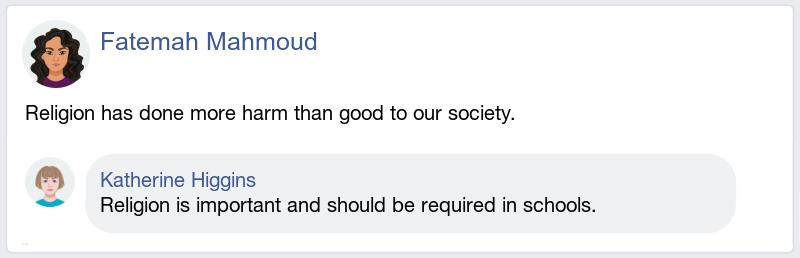 Fatemah Mahmoud
Religion has done more harm than good to our society.
Katherine Higgins
Religion is important and should be required in schools.